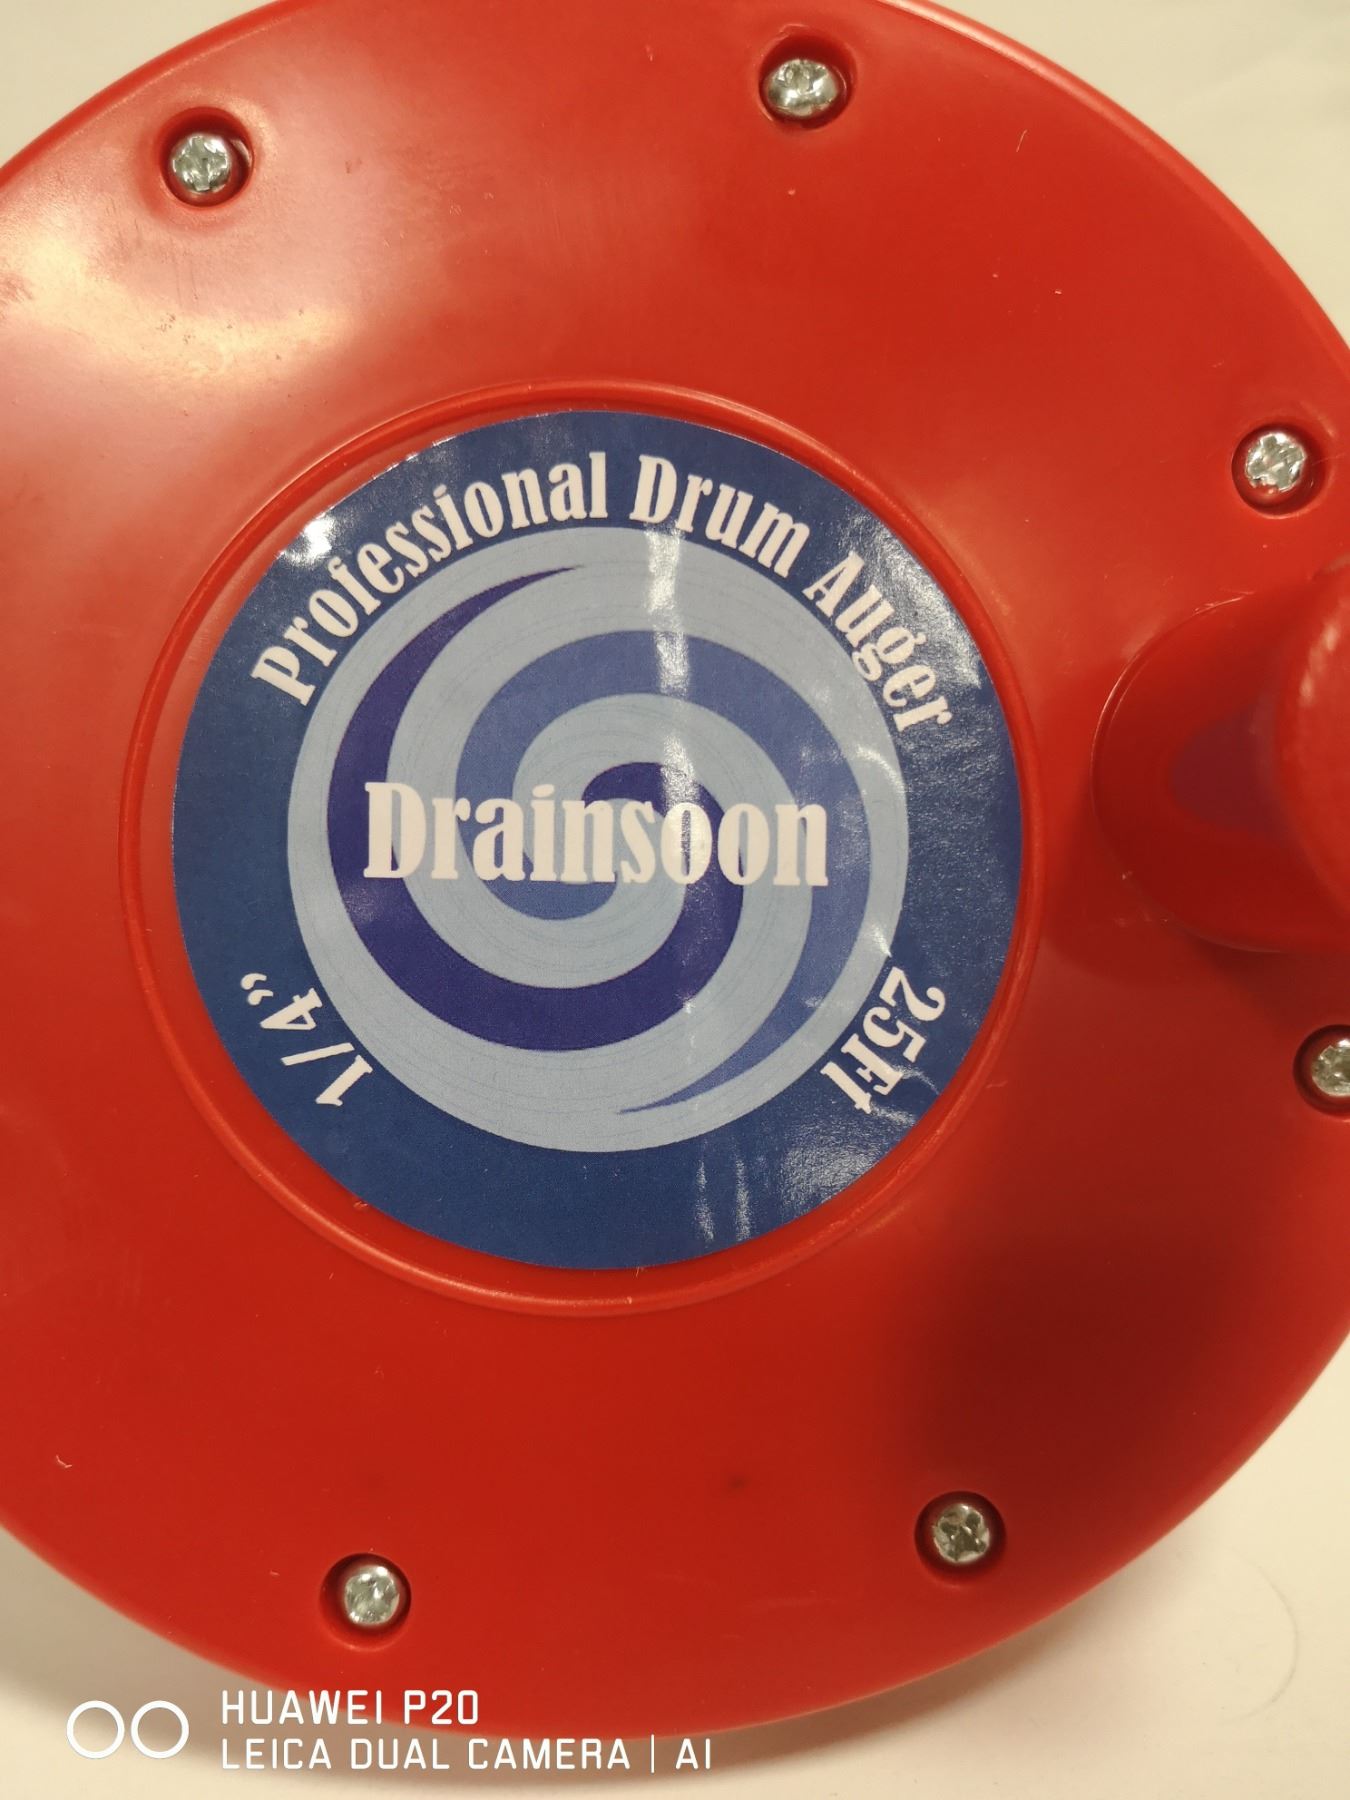 Professional Drum Auger
Drainsoon
1/4”
25Ft
HUAWEI P20
LEICA DUAL CAMERA | AI